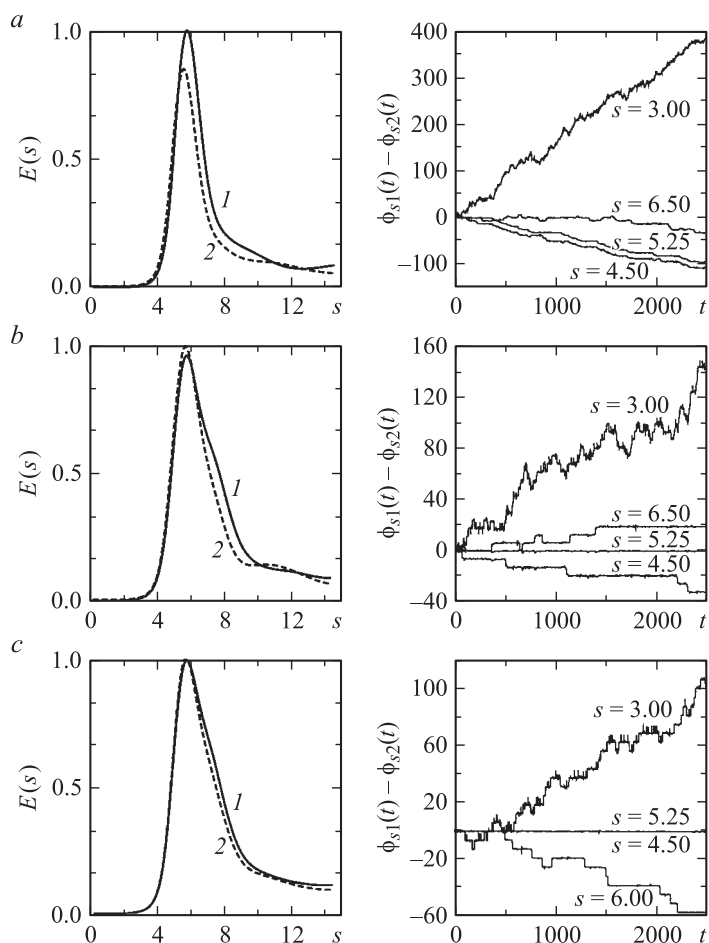 a
1.0
0.5
0.0
E(s)
1
2
0 4 8 12 s
400
300
200
100
0
−100
ϕs1(t) − ϕs2(t)
s = 3.00
s = 6.50
s = 5.25
s = 4.50
0 1000 2000 t
b
1.0
0.5
0.0
E(s)
1
2
0 4 8 12 s
160
120
80
40
0
−40
ϕs1(t) − ϕs2(t)
s = 3.00
s = 6.50
s = 5.25
s = 4.50
0 1000 2000 t
c
1.0
0.5
0.0
E(s)
1
2
0 4 8 12 s
100
60
20
−20
−60
ϕs1(t) − ϕs2(t)
s = 3.00
s = 5.25
s = 4.50
s = 6.00
0 1000 2000 t